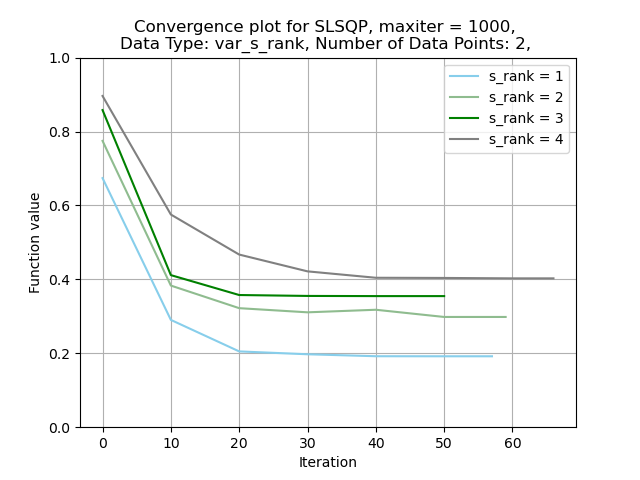 Convergence plot for SLSQP, maxiter = 1000,
Data Type: var_s_rank, Number of Data Points: 2,
1.0
0.8
0.6
0.4
0.2
0.0
Function value
s_rank = 1
s_rank = 2
s_rank = 3
s_rank = 4
0 10 20 30 40 50 60
Iteration